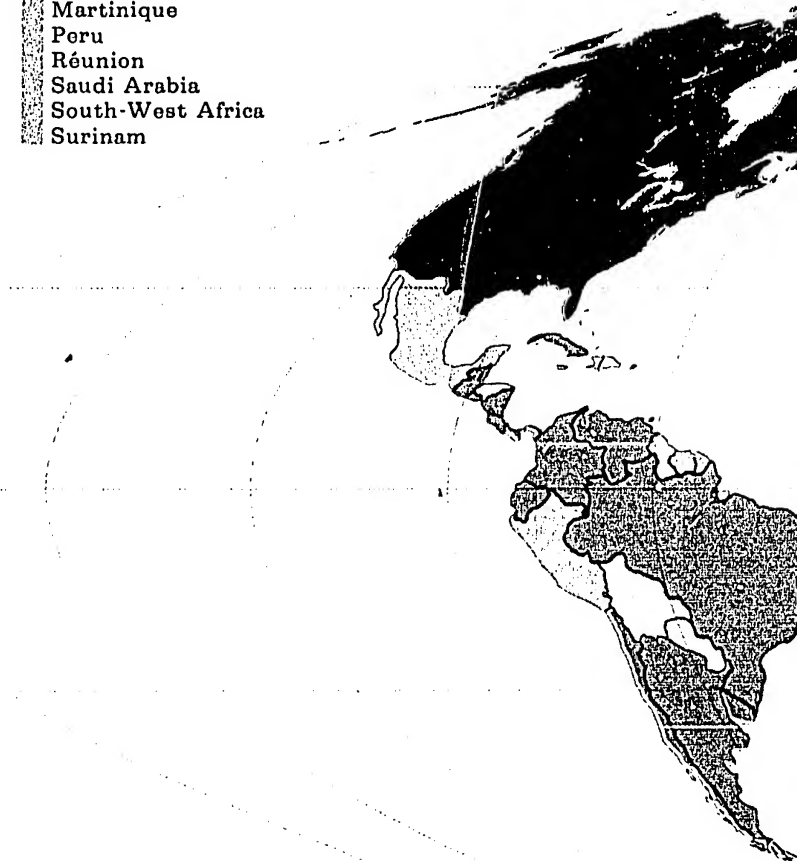 Martinique
Peru
Réunion
Saudi Arabia
South-West Africa
Surinam